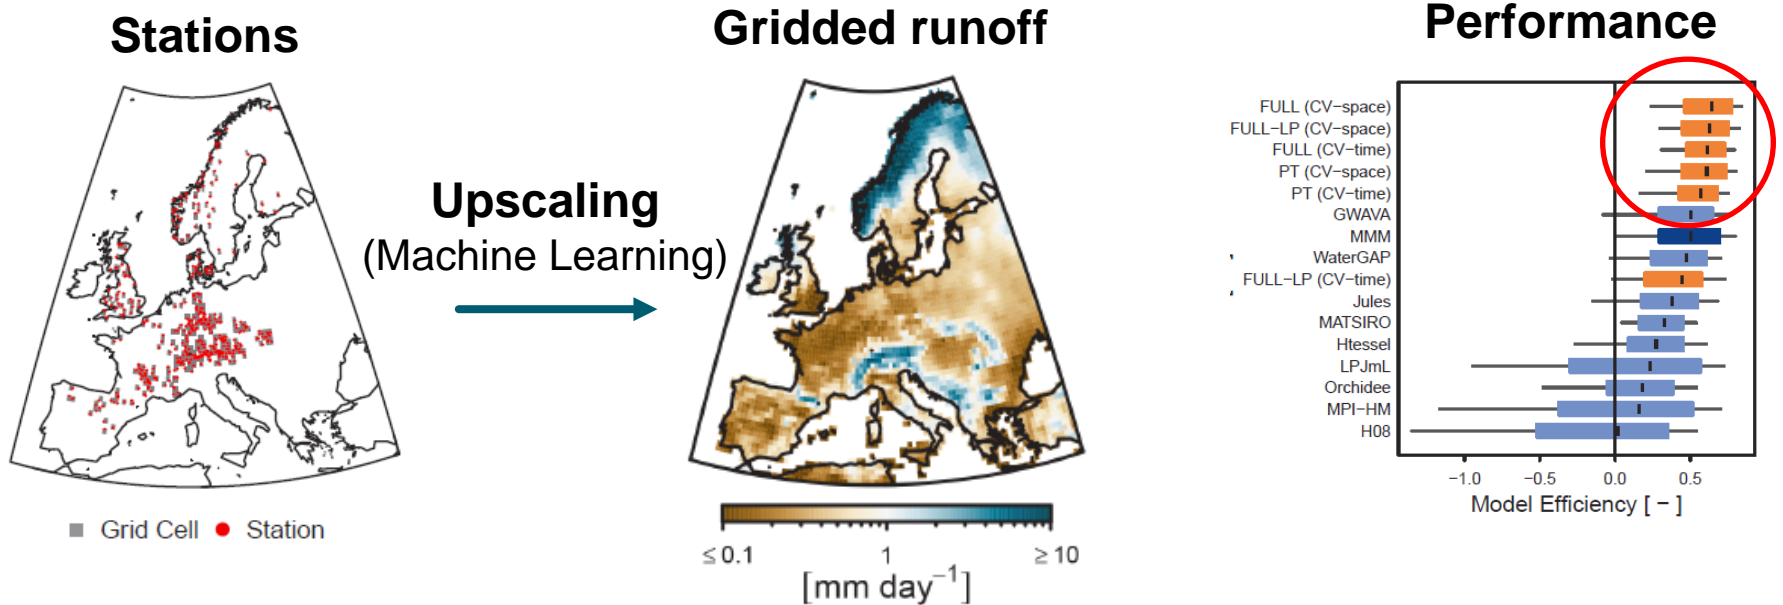 Stations
Grid Cell
Station
Upscaling
(Machine Learning)
Gridded runoff
≤ 0.1
1
≥ 10
[mm day−1]
Performance
FULL (CV−space)
FULL−LP (CV−space)
FULL (CV−time)
PT (CV−space)
PT (CV−time)
GWAVA
MMM
WaterGAP
FULL−LP (CV−time)
Jules
MATSIRO
Htessel
LPJmL
Orchidee
MPI−HM
H08
−1.0
−0.5
0.0
0.5
Model Efficiency [ − ]